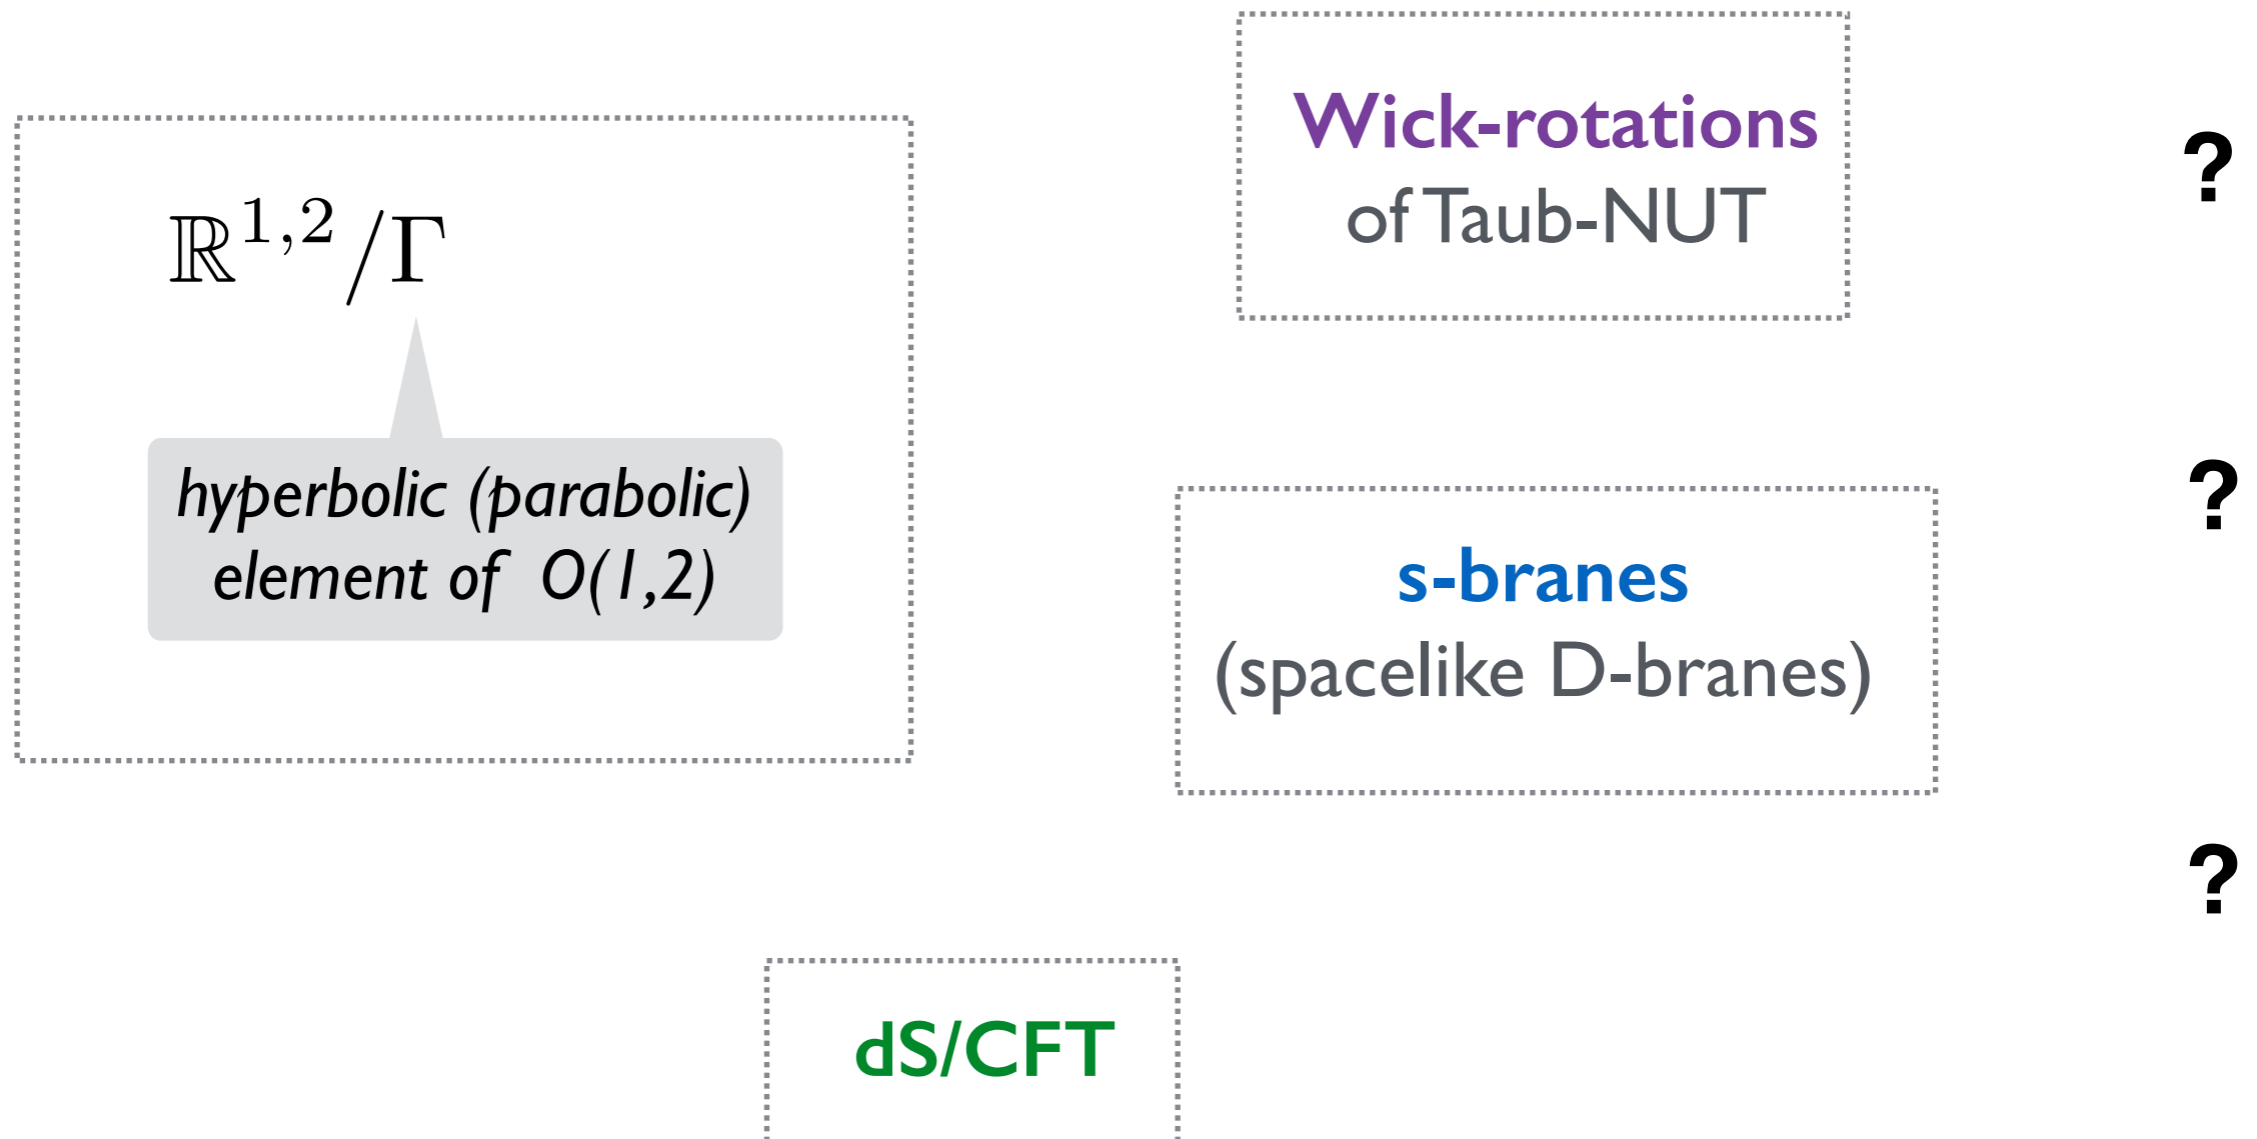 ℝ^{1,2}/Γ
hyperbolic (parabolic)
element of O(1,2)
Wick-rotations
of Taub-NUT
?
s-branes
(spacelike D-branes)
?
?
dS/CFT